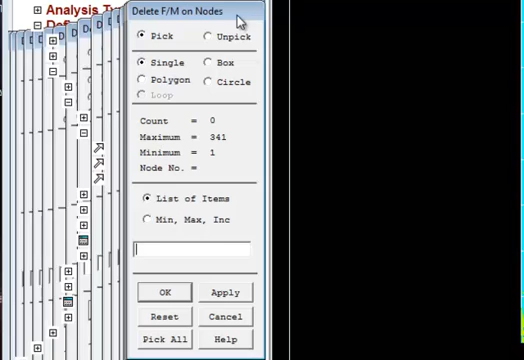 Analysis Ty
Delete F/M on Nodes
Pick
Unpick
Single
Box
Polygon
Circle
Loop
Count = 0
Maximum = 341
Minimum = 1
Node No. =
List of Items
Min, Max, Inc
OK
Apply
Reset
Cancel
Pick All
Help